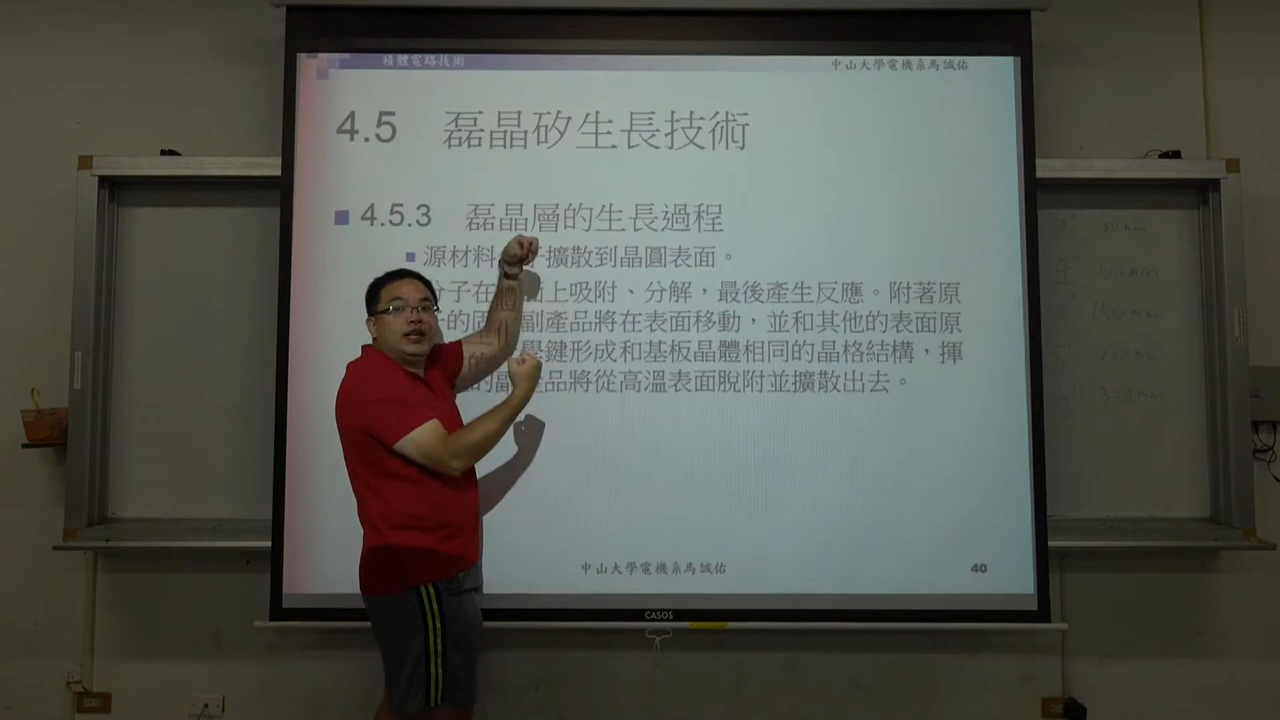 積體電路技術
中山大學電機系馬誠佑
4.5 磊晶矽生長技術
4.5.3 磊晶層的生長過程
源材料 擴散到晶圓表面。
分子在 上吸附、分解，最後產生反應。附著原
的固 副產品將在表面移動，並和其他的表面原
學鍵形成和基板晶體相同的晶格結構，揮
的副產品將從高溫表面脫附並擴散出去。
中山大學電機系馬誠佑
40
CASOS